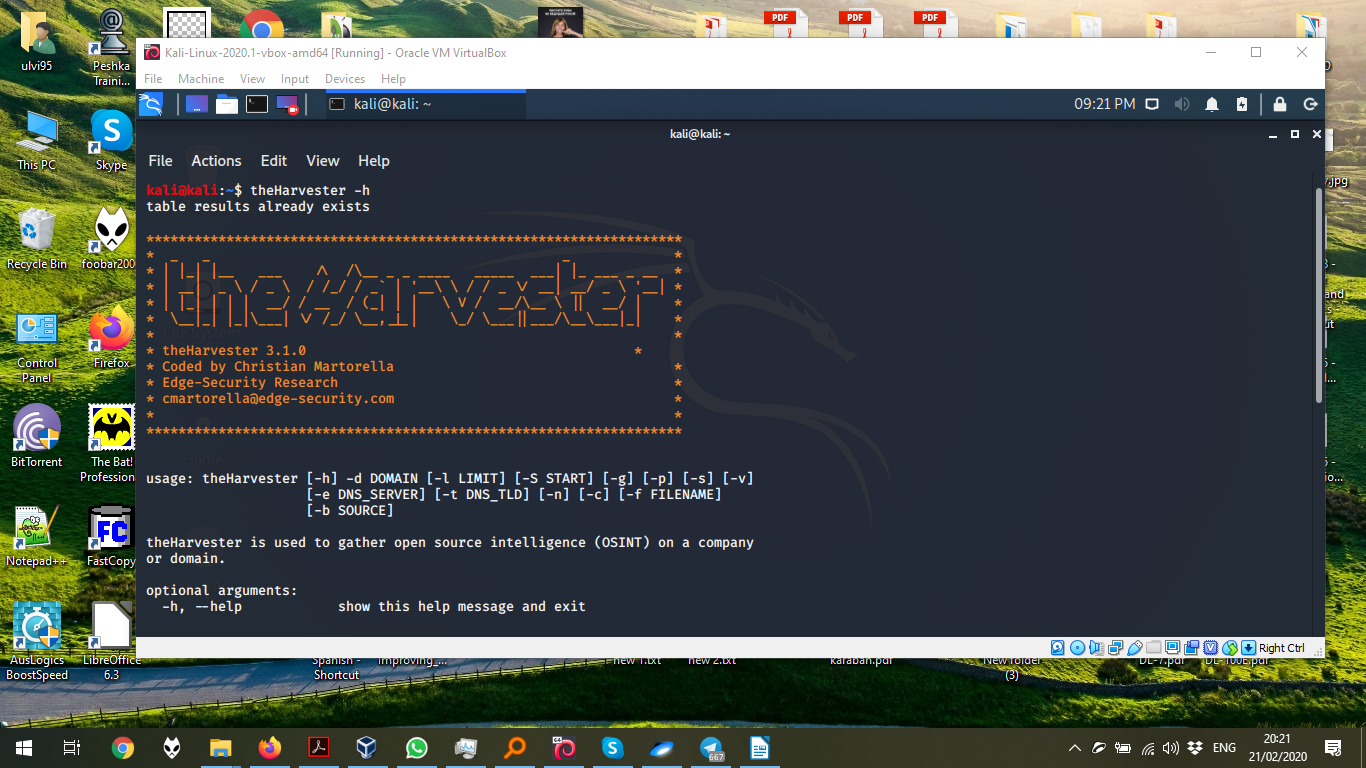 ulvi95
Peshka
Traini...
PDF
PDF
PDF
Kali-Linux-2020.1-vbox-amd64 [Running] - Oracle VM VirtualBox
File Machine View Input Devices Help
kali@kali: ~
09:21 PM
kali@kali: ~
File Actions Edit View Help
kali@kali:~$ theHarvester -h
table results already exists
*******************************************************************
theHarvester
* theHarvester 3.1.0 *
* Coded by Christian Martorella *
* Edge-Security Research *
* cmartorella@edge-security.com *
* *
*******************************************************************
usage: theHarvester [-h] -d DOMAIN [-l LIMIT] [-S START] [-g] [-p] [-s] [-v]
[-e DNS_SERVER] [-t DNS_TLD] [-n] [-c] [-f FILENAME]
[-b SOURCE]
theHarvester is used to gather open source intelligence (OSINT) on a company
or domain.
optional arguments:
-h, --help show this help message and exit
Right Ctrl
This PC
Skype
Recycle Bin
foobar200
Control
Panel
Firefox
BitTorrent
The Bat!
Profession
Notepad++
FastCopy
AusLogics
BoostSpeed
LibreOffice
6.3
Spanish -
Shortcut
Improving_...
new 1.txt
new 2.txt
karaban.pdf
New folder
(3)
DL-7.pdf
DL-100E.pdf
667
ENG
20:21
21/02/2020